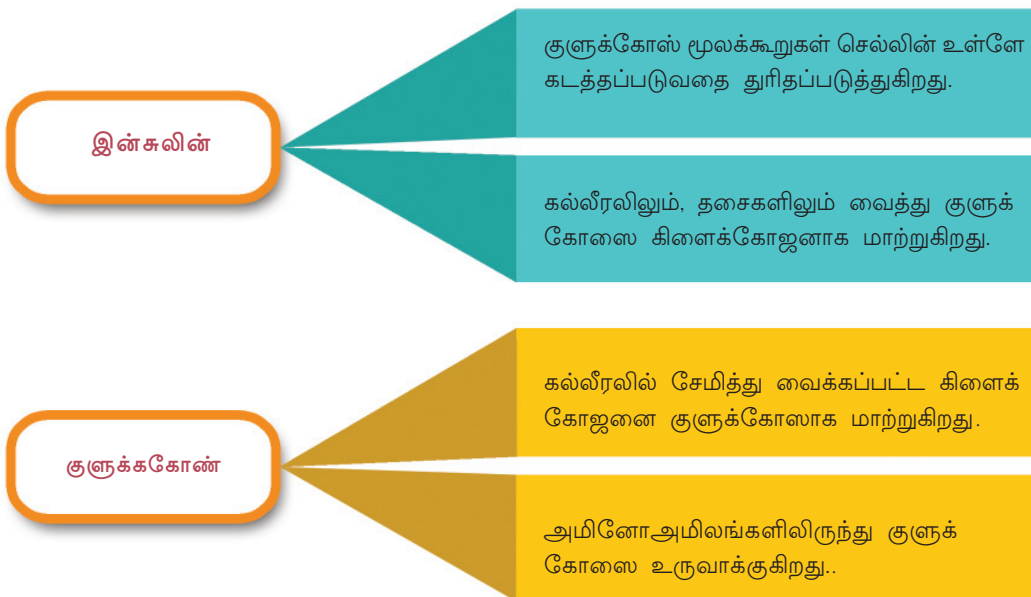 இன்சுலின்
குளுக்கோஸ் மூலக்கூறுகள் செல்லின் உள்ளே
கடத்தப்படுவதை துரிதப்படுத்துகிறது.
கல்லீரலிலும், தசைகளிலும் வைத்து குளுக்
கோஸை கிளைக்கோஜனாக மாற்றுகிறது.
குளுக்ககோண்
கல்லீரலில் சேமித்து வைக்கப்பட்ட கிளைக்
கோஜனை குளுக்கோஸாக மாற்றுகிறது.
அமினோஅமிலங்களிலிருந்து குளுக்
கோஸை உருவாக்குகிறது..